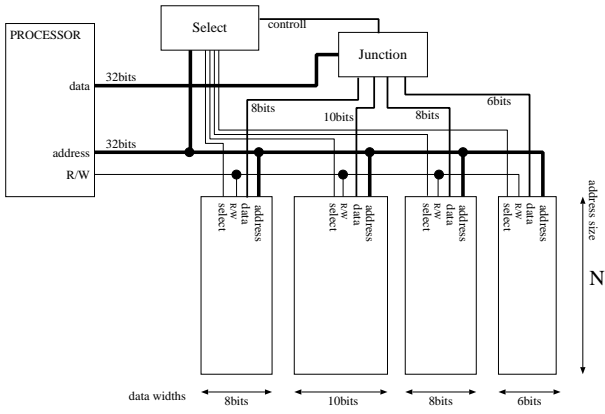 PROCESSOR
Select
controll
Junction
data
32bits
8bits
10bits
8bits
6bits
address
32bits
R/W
select
R/W
data
address
select
R/W
data
address
select
R/W
data
address
select
R/W
data
address
address size
N
data widths
8bits
10bits
8bits
6bits